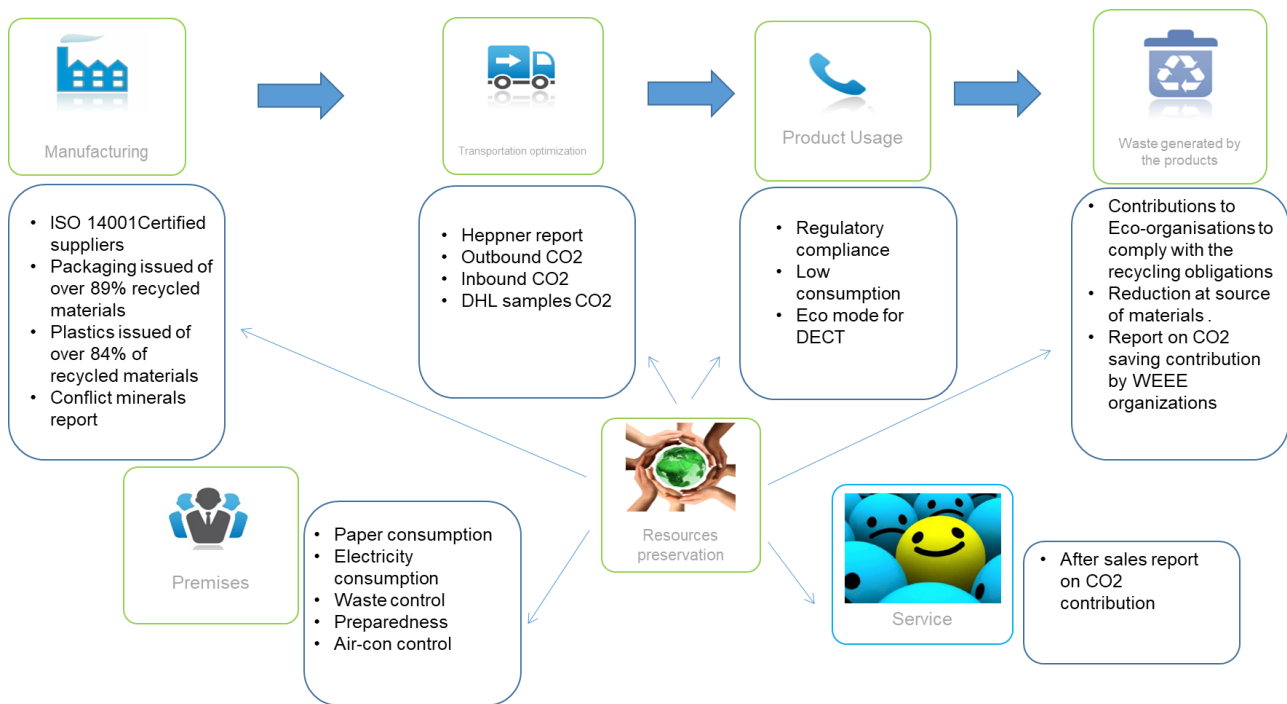 Manufacturing
Transportation optimization
Product Usage
Waste generated by
the products
• ISO 14001Certified
suppliers
• Packaging issued of
over 89% recycled
materials
• Plastics issued of
over 84% of
recycled materials
• Conflict minerals
report
• Heppner report
• Outbound CO2
• Inbound CO2
• DHL samples CO2
• Regulatory
compliance
• Low
consumption
• Eco mode for
DECT
• Contributions to
Eco-organisations to
comply with the
recycling obligations
• Reduction at source
of materials .
• Report on CO2
saving contribution
by WEEE
organizations
Premises
• Paper consumption
• Electricity
consumption
• Waste control
• Preparedness
• Air-con control
Resources
preservation
Service
• After sales report
on CO2
contribution